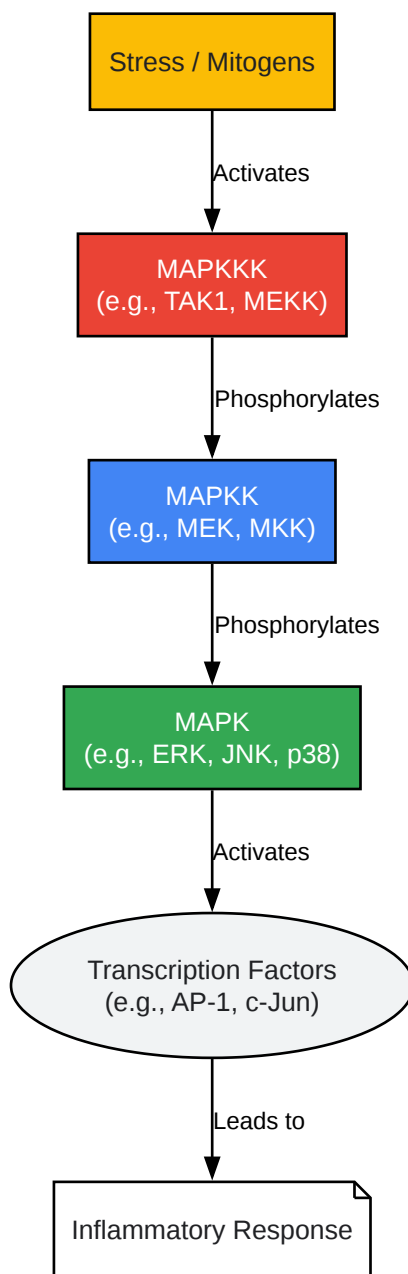 Stress / Mitogens
Activates
MAPKKK
(e.g., TAK1, MEKK)
Phosphorylates
MAPKK
(e.g., MEK, MKK)
Phosphorylates
MAPK
(e.g., ERK, JNK, p38)
Activates
Transcription Factors
(e.g., AP-1, c-Jun)
Leads to
Inflammatory Response